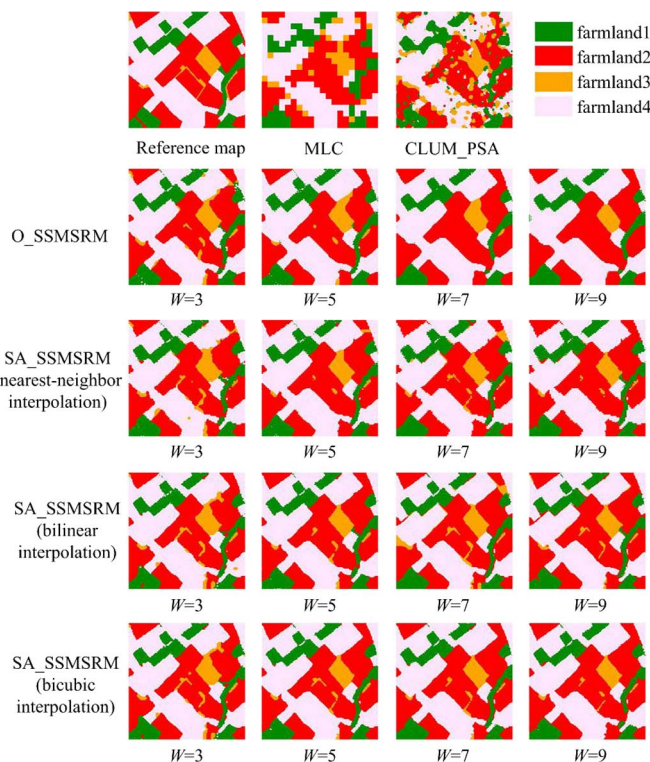 farmland1
farmland2
farmland3
farmland4
Reference map MLC CLUM_PSA
O_SSMSRM
W=3 W=5 W=7 W=9
SA_SSMSRM
nearest-neighbor
interpolation)
W=3 W=5 W=7 W=9
SA_SSMSRM
(bilinear
interpolation)
W=3 W=5 W=7 W=9
SA_SSMSRM
(bicubic
interpolation)
W=3 W=5 W=7 W=9